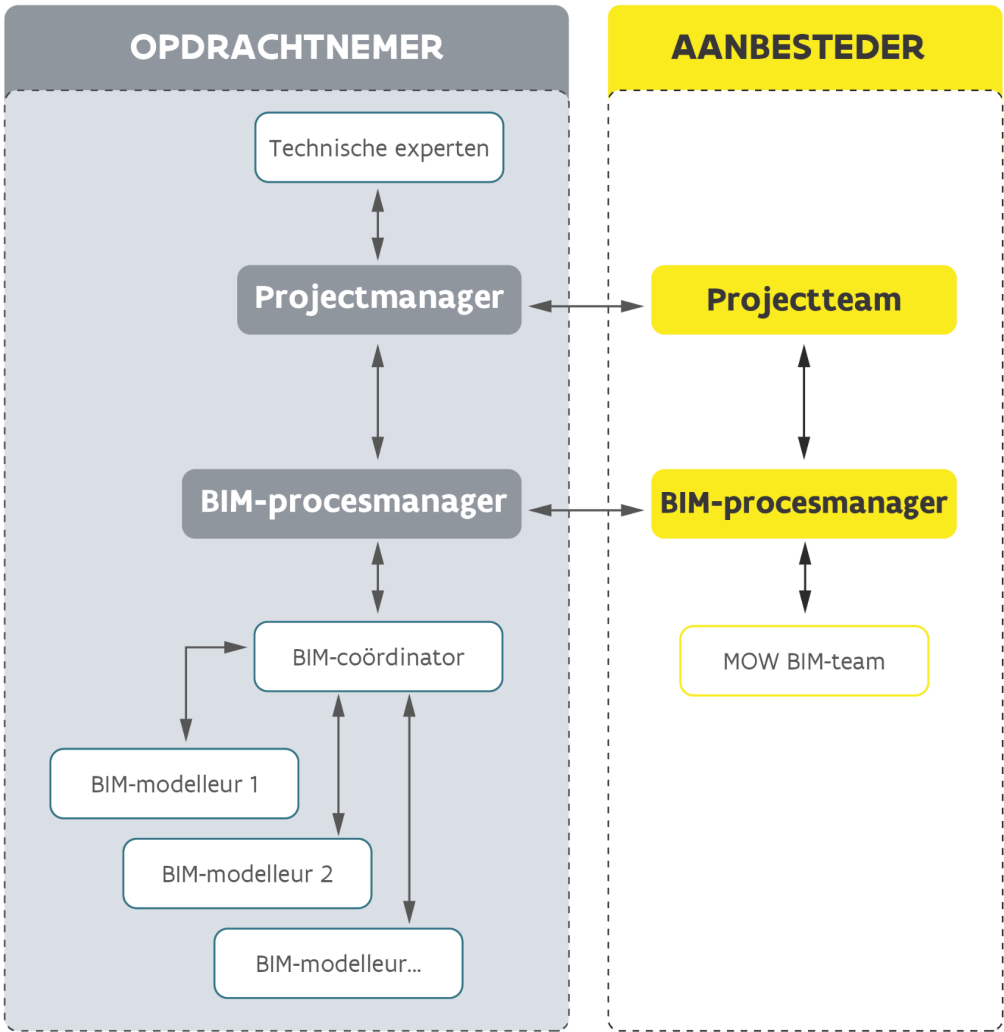 OPDRACHTNEMER
Technische experten
Projectmanager
BIM-procesmanager
BIM-coördinator
BIM-modelleur 1
BIM-modelleur 2
BIM-modelleur...
AANBESTEDER
Projectteam
BIM-procesmanager
MOW BIM-team